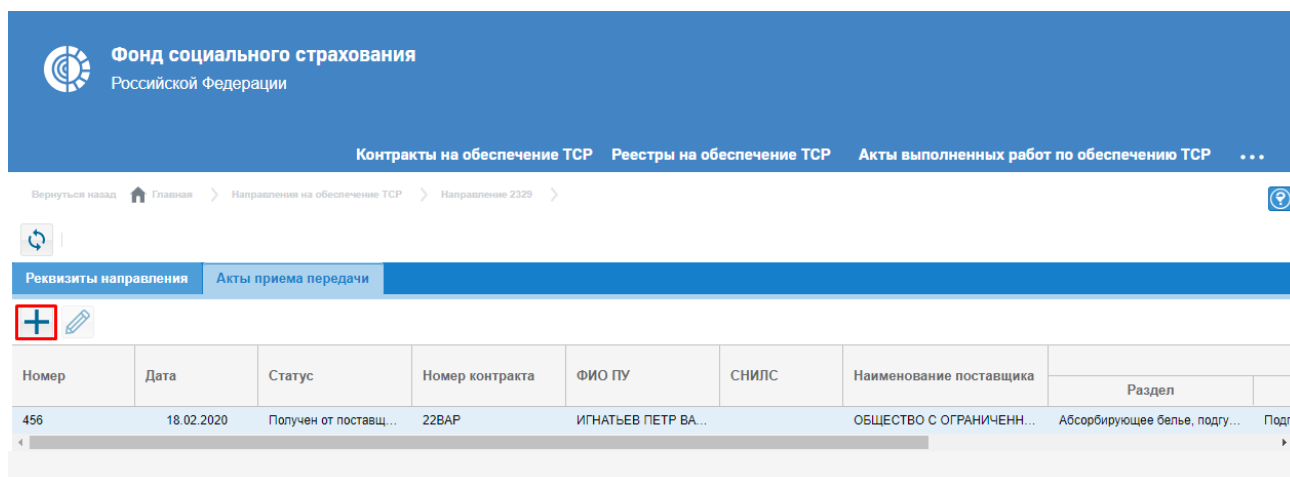 Фонд социального страхования
Российской Федерации
Контракты на обеспечение ТСР Реестры на обеспечение ТСР Акты выполненных работ по обеспечению ТСР ...
Вернуться назад Главная Направления на обеспечение ТСР Направление 2329
Реквизиты направления Акты приема передачи
Номер Дата Статус Номер контракта ФИО ПУ СНИЛС Наименование поставщика
Раздел
456 18.02.2020 Получен от поставщ... 22ВАР ИГНАТЬЕВ ПЕТР ВА... ОБЩЕСТВО С ОГРАНИЧЕНН... Абсорбирующее белье, подгу... Подг